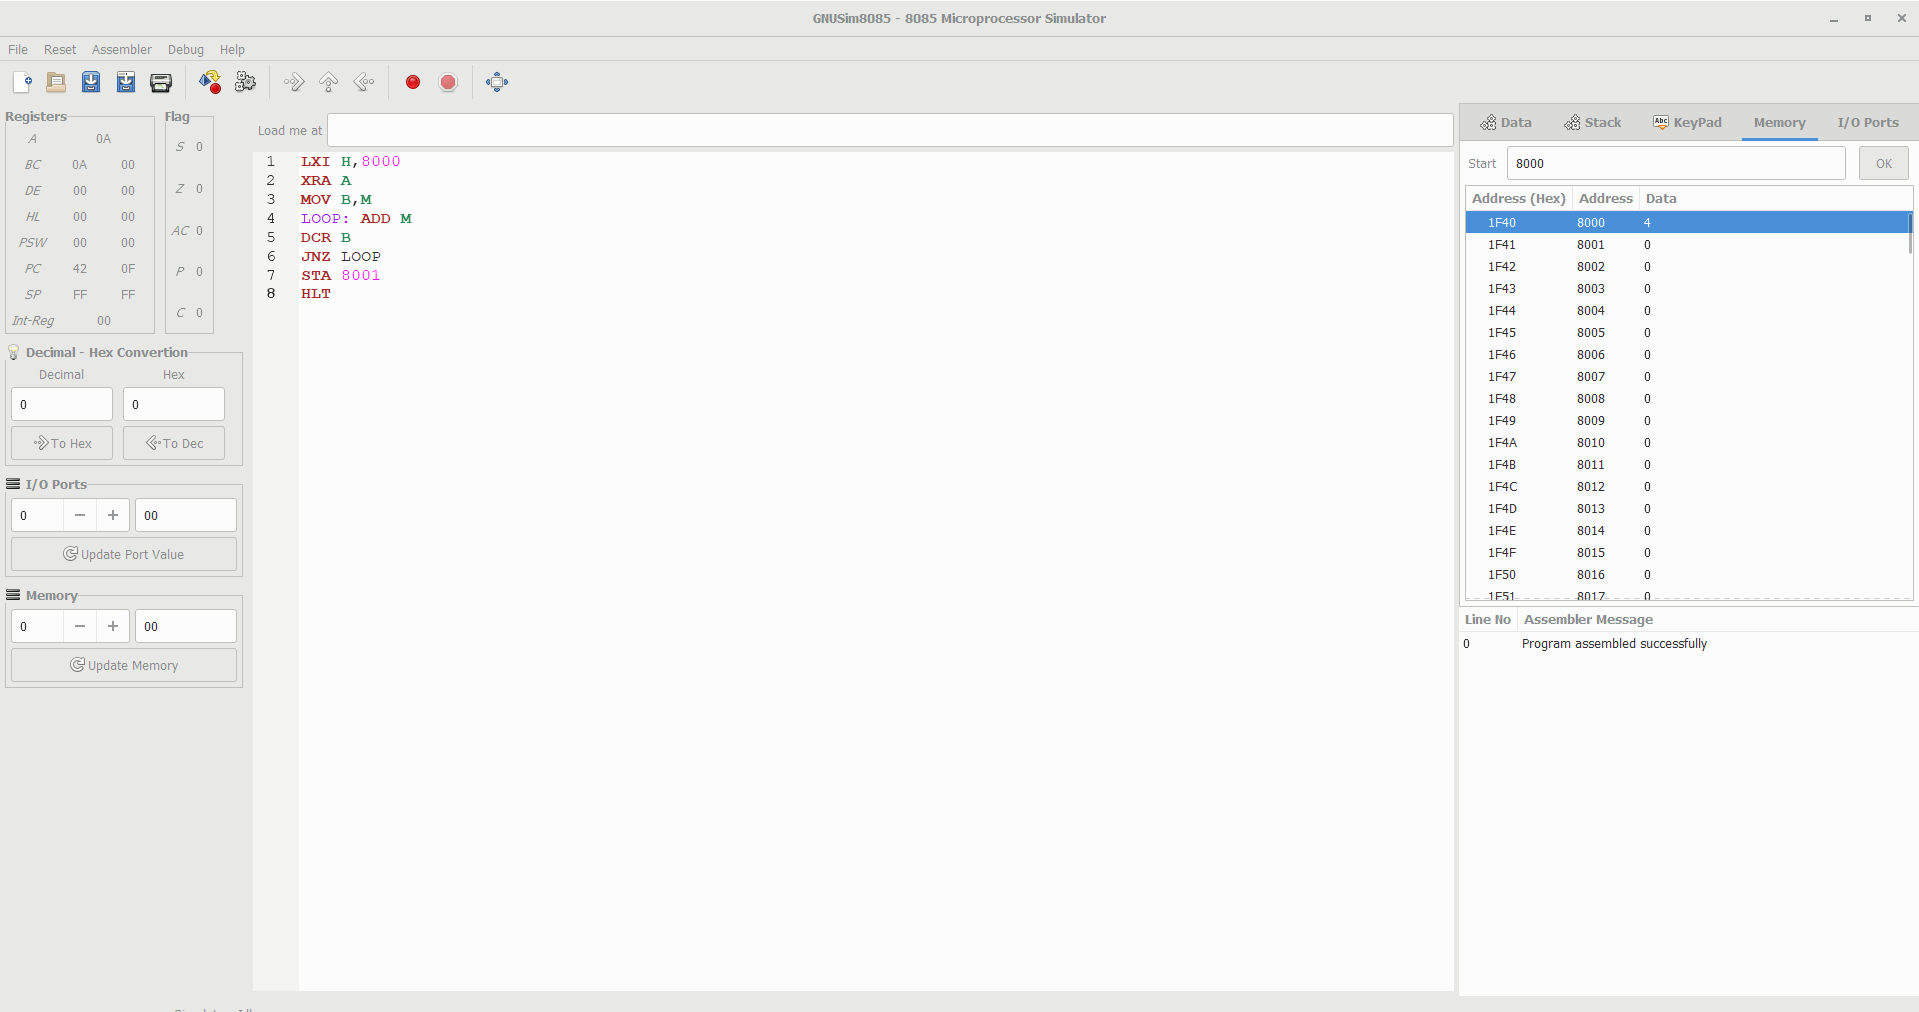 GNUSim8085 - 8085 Microprocessor Simulator
File Reset Assembler Debug Help
Registers
A 0A
BC 0A 00
DE 00 00
HL 00 00
PSW 00 00
PC 42 0F
SP FF FF
Int-Reg 00
Flag
S 0
Z 0
AC 0
P 0
C 0
Decimal - Hex Convertion
Decimal Hex
0 0
To Hex To Dec
I/O Ports
0 − + 00
Update Port Value
Memory
0 − + 00
Update Memory
Load me at
1 LXI H,8000
2 XRA A
3 MOV B,M
4 LOOP: ADD M
5 DCR B
6 JNZ LOOP
7 STA 8001
8 HLT
Data Stack Abc KeyPad Memory I/O Ports
Start 8000 OK
Address (Hex) Address Data
1F40 8000 4
1F41 8001 0
1F42 8002 0
1F43 8003 0
1F44 8004 0
1F45 8005 0
1F46 8006 0
1F47 8007 0
1F48 8008 0
1F49 8009 0
1F4A 8010 0
1F4B 8011 0
1F4C 8012 0
1F4D 8013 0
1F4E 8014 0
1F4F 8015 0
1F50 8016 0
1F51 8017 0
Line No Assembler Message
0 Program assembled successfully